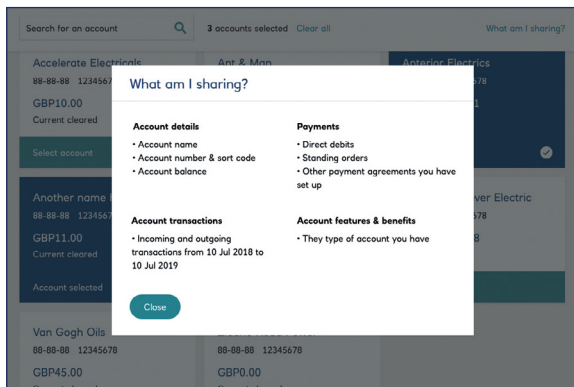 Search for an account
3 accounts selected Clear all
What am I sharing?
Accelerate Electricals
Ant & Man
Anterior Electrics
88-88-88 1234567
578
GBP10.00
1
Current cleared
Select account
Another name
88-88-88 1234567
GBP11.00
Current cleared
Account selected
ver Electric
578
8
What am I sharing?
Account details
• Account name
• Account number & sort code
• Account balance
Payments
• Direct debits
• Standing orders
• Other payment agreements you have
set up
Account transactions
• Incoming and outgoing
transactions from 10 Jul 2018 to
10 Jul 2019
Account features & benefits
• They type of account you have
Close
Van Gogh Oils
88-88-88 12345678
88-88-88 12345678
GBP45.00
GBP0.00